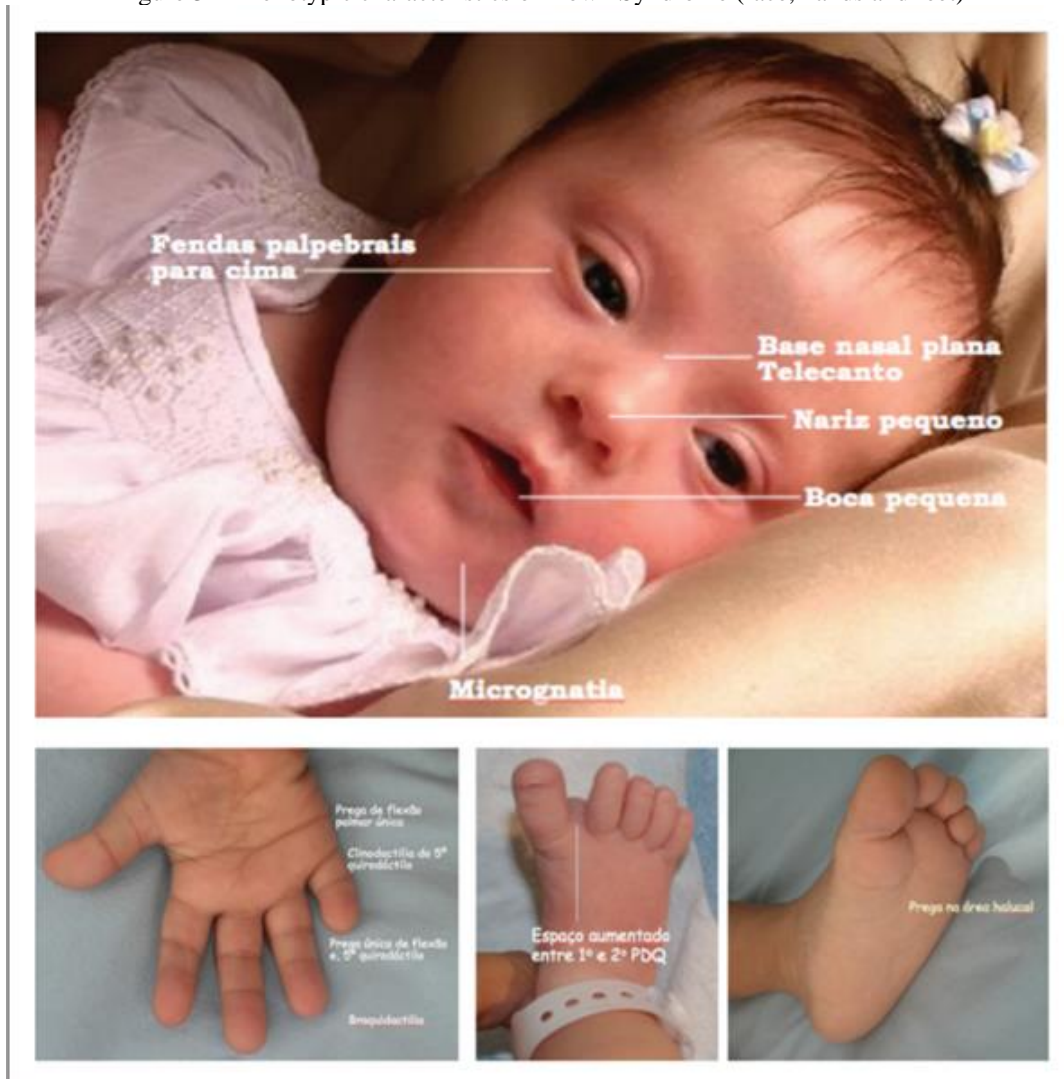 Fendas palpebrais
para cima
Base nasal plana
Telecanto
Nariz pequeno
Boca pequena
Micrognatia
Prega de flexão
palmar única
Clinodactilia de 5º
quirodáctilo
Prega única de flexão
5º quirodáctilo
Braquidactilia
Espaço aumentado
entre 1º e 2º PDQ
Prega na área halucal